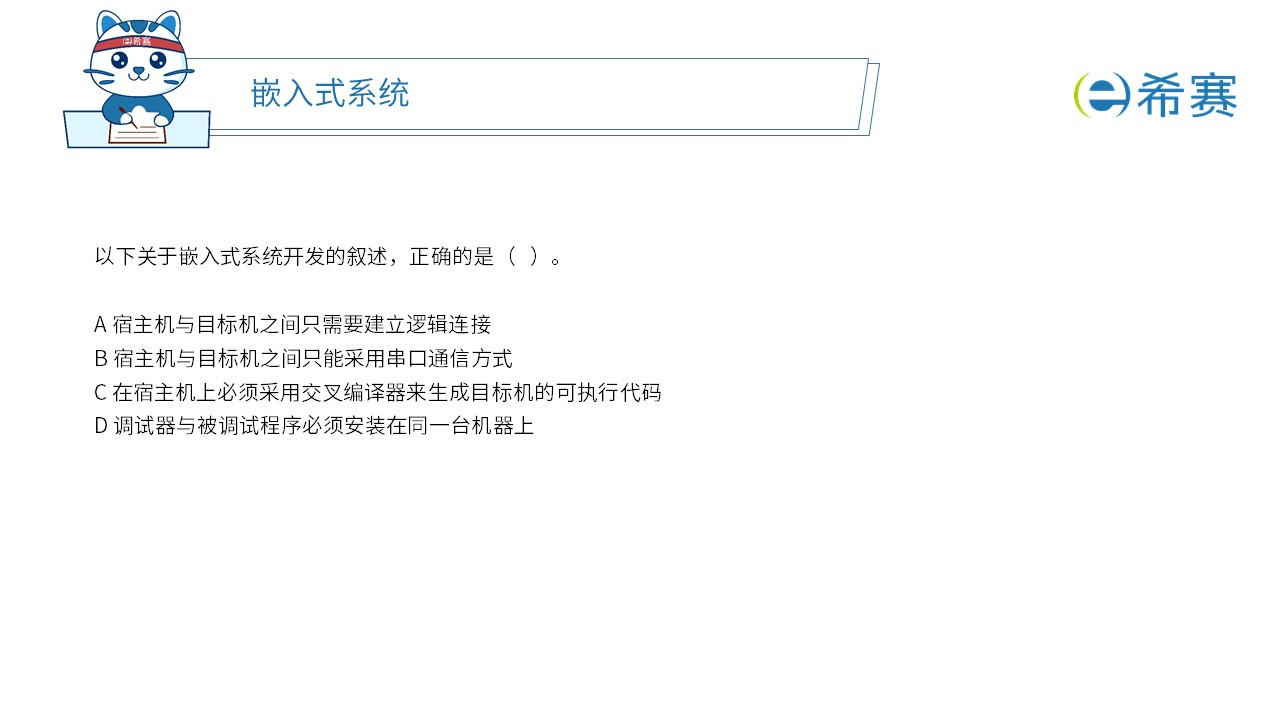 希赛
嵌入式系统
希赛
以下关于嵌入式系统开发的叙述，正确的是（ ）。
A 宿主机与目标机之间只需要建立逻辑连接
B 宿主机与目标机之间只能采用串口通信方式
C 在宿主机上必须采用交叉编译器来生成目标机的可执行代码
D 调试器与被调试程序必须安装在同一台机器上